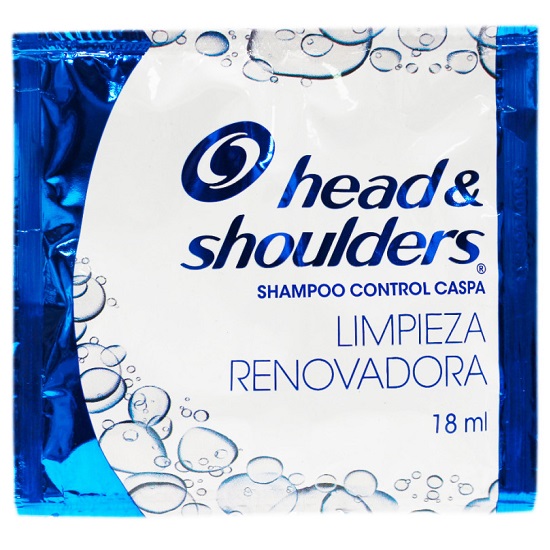 head &
shoulders®
SHAMPOO CONTROL CASPA
LIMPIEZA
RENOVADORA
18 ml